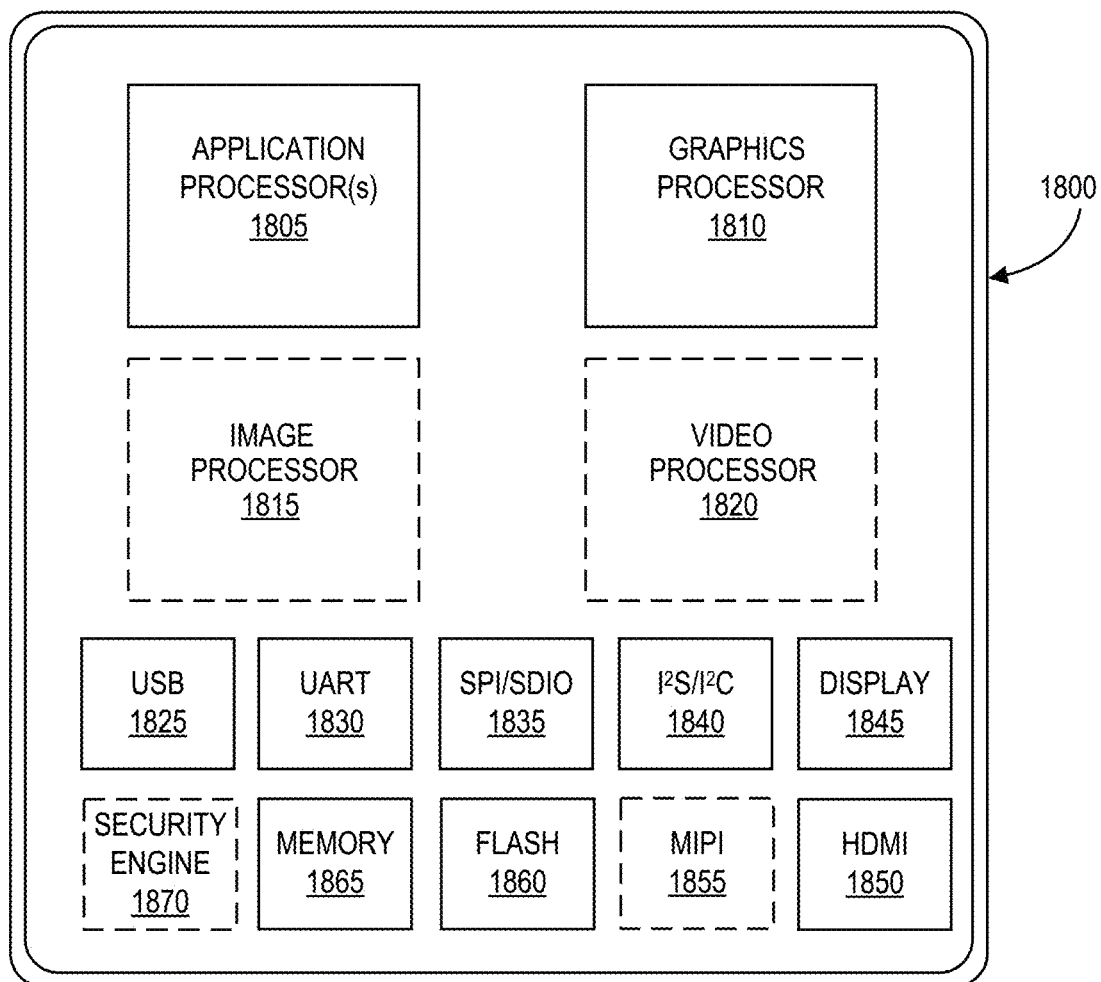 APPLICATION
PROCESSOR(s)
1805
GRAPHICS
PROCESSOR
1810
1800
IMAGE
PROCESSOR
1815
VIDEO
PROCESSOR
1820
USB
1825
UART
1830
SPI/SDIO
1835
I²S/I²C
1840
DISPLAY
1845
SECURITY
ENGINE
1870
MEMORY
1865
FLASH
1860
MIPI
1855
HDMI
1850